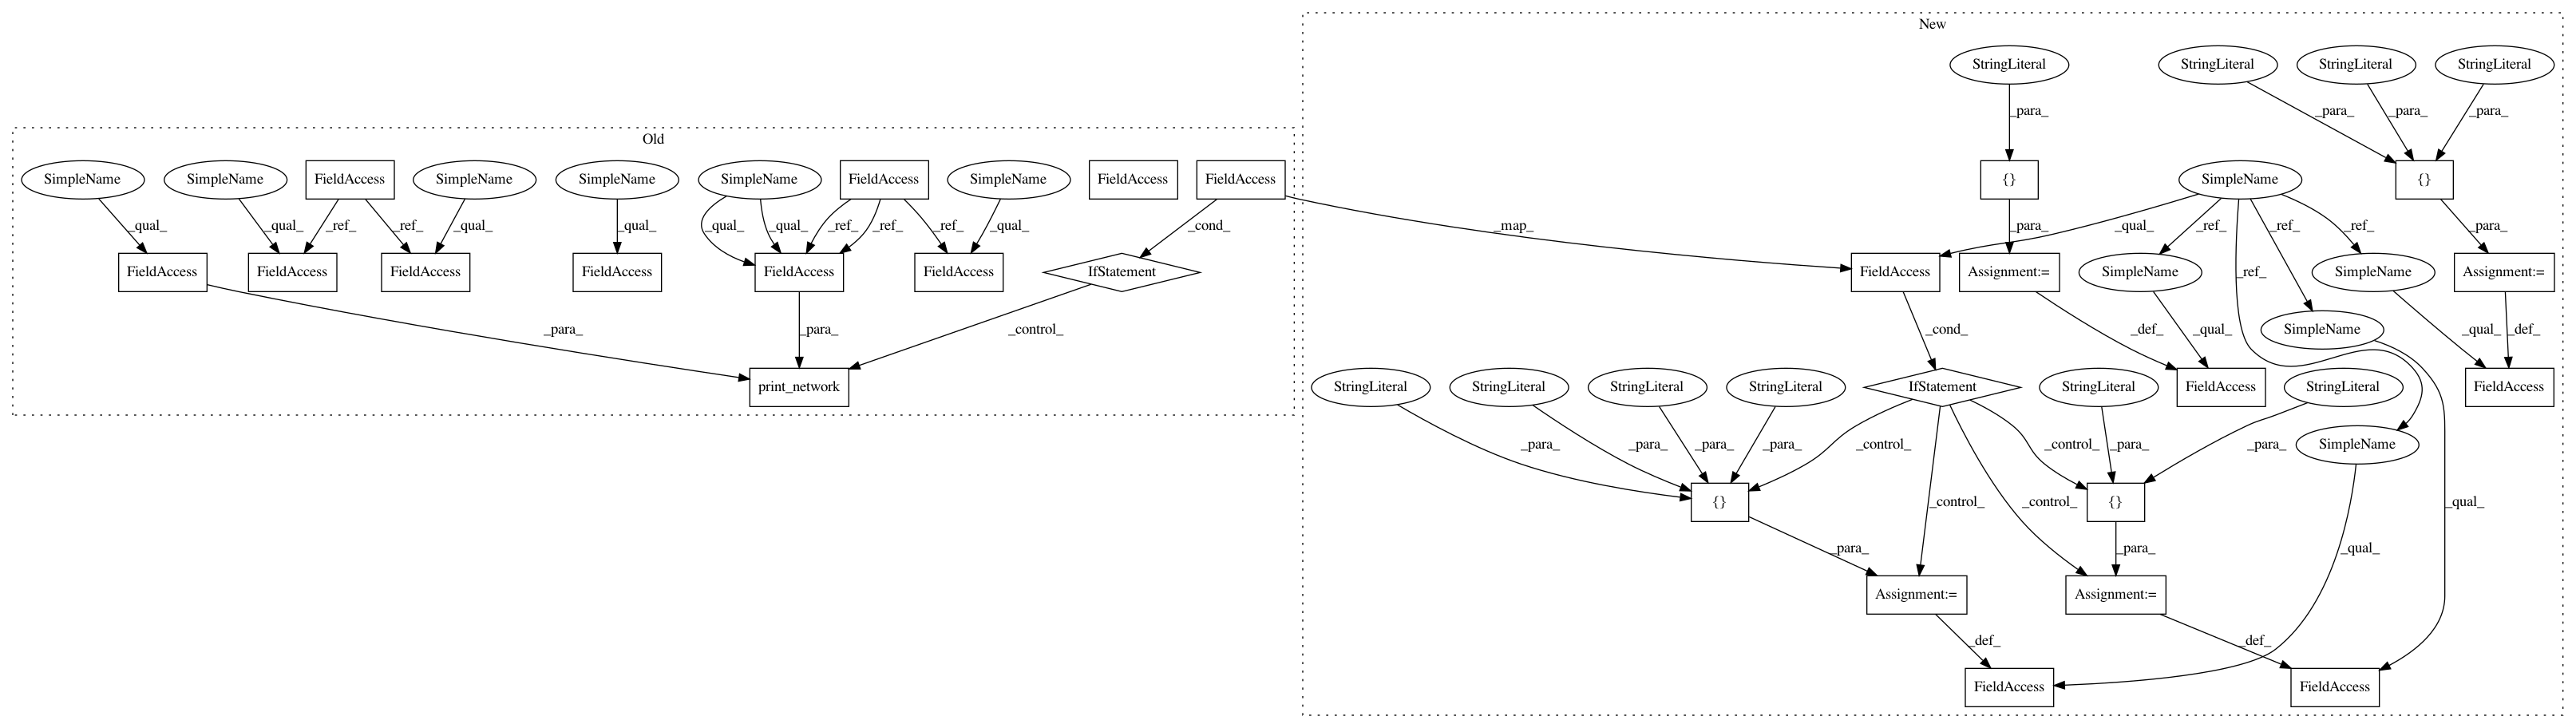 New
StringLiteral
StringLiteral
StringLiteral
StringLiteral
_para_
_para_
_para_
_para_
Old
SimpleName
SimpleName
FieldAccess
SimpleName
SimpleName
SimpleName
FieldAccess
SimpleName
FieldAccess
FieldAccess
{}
SimpleName
{}
_qual_
_qual_
_ref_
_ref_
_qual_
_qual_
_qual_
_qual_
_ref_
_ref_
_ref_
_qual_
_cond_
_map_
_para_
_qual_
_ref_
_ref_
_ref_
_para_
FieldAccess
FieldAccess
FieldAccess
FieldAccess
FieldAccess
FieldAccess
IfStatement
FieldAccess
Assignment:=
SimpleName
_ref_
SimpleName
Assignment:=
_para_
_para_
_control_
_cond_
_def_
_qual_
SimpleName
_qual_
_def_
print_network
StringLiteral
StringLiteral
StringLiteral
StringLiteral
IfStatement
StringLiteral
FieldAccess
StringLiteral
FieldAccess
_para_
_para_
_para_
_para_
_control_
_control_
_para_
_para_
SimpleName
{}
_control_
_control_
{}
_qual_
_para_
_para_
_qual_
Assignment:=
Assignment:=
_def_
_def_
FieldAccess
FieldAccess